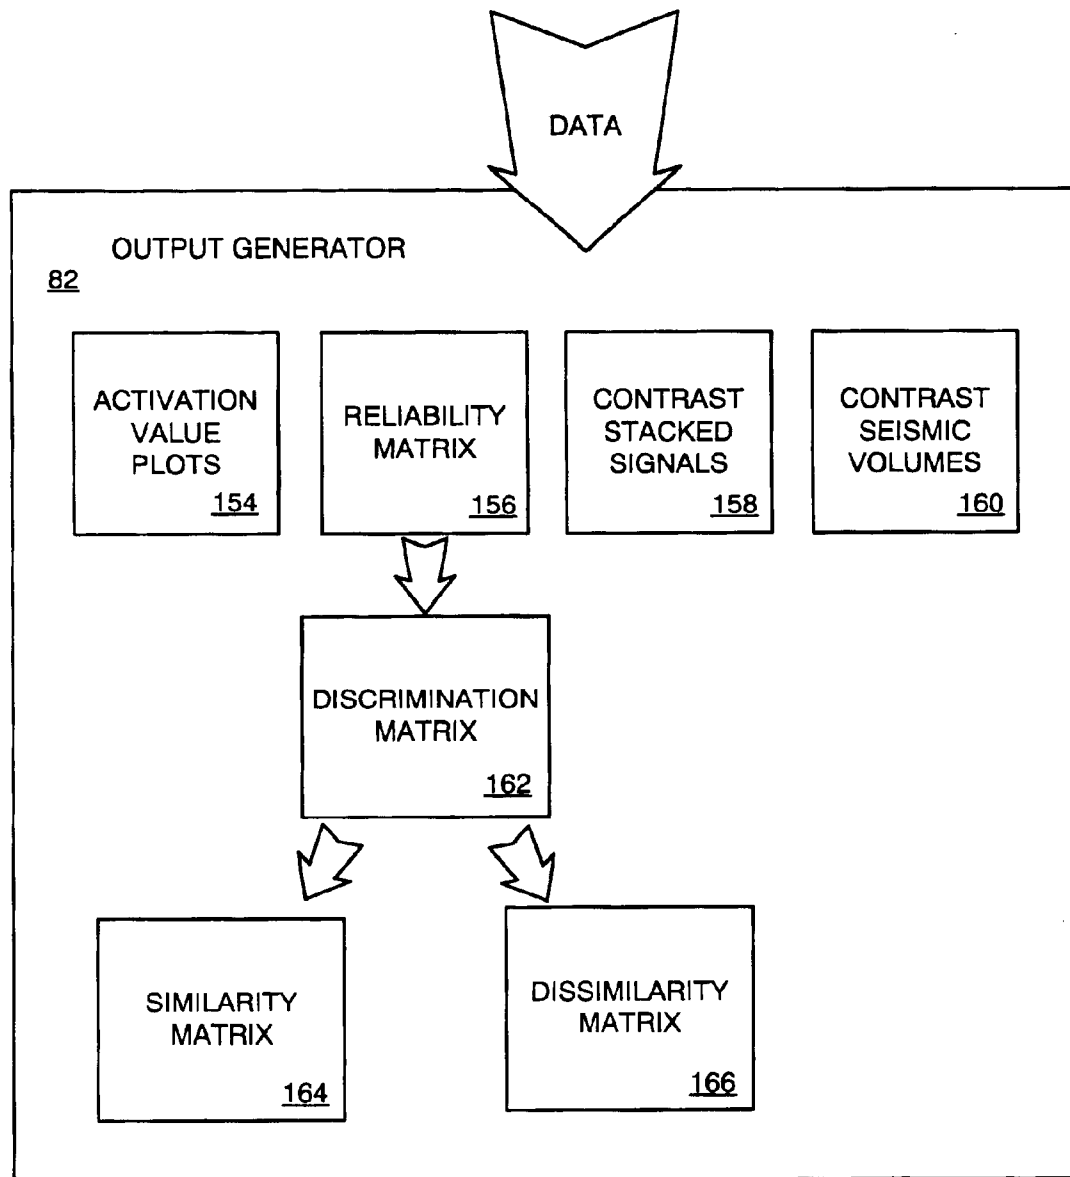 DATA
OUTPUT GENERATOR
82
ACTIVATION
VALUE
PLOTS
154
RELIABILITY
MATRIX
156
CONTRAST
STACKED
SIGNALS
158
CONTRAST
SEISMIC
VOLUMES
160
DISCRIMINATION
MATRIX
162
SIMILARITY
MATRIX
164
DISSIMILARITY
MATRIX
166